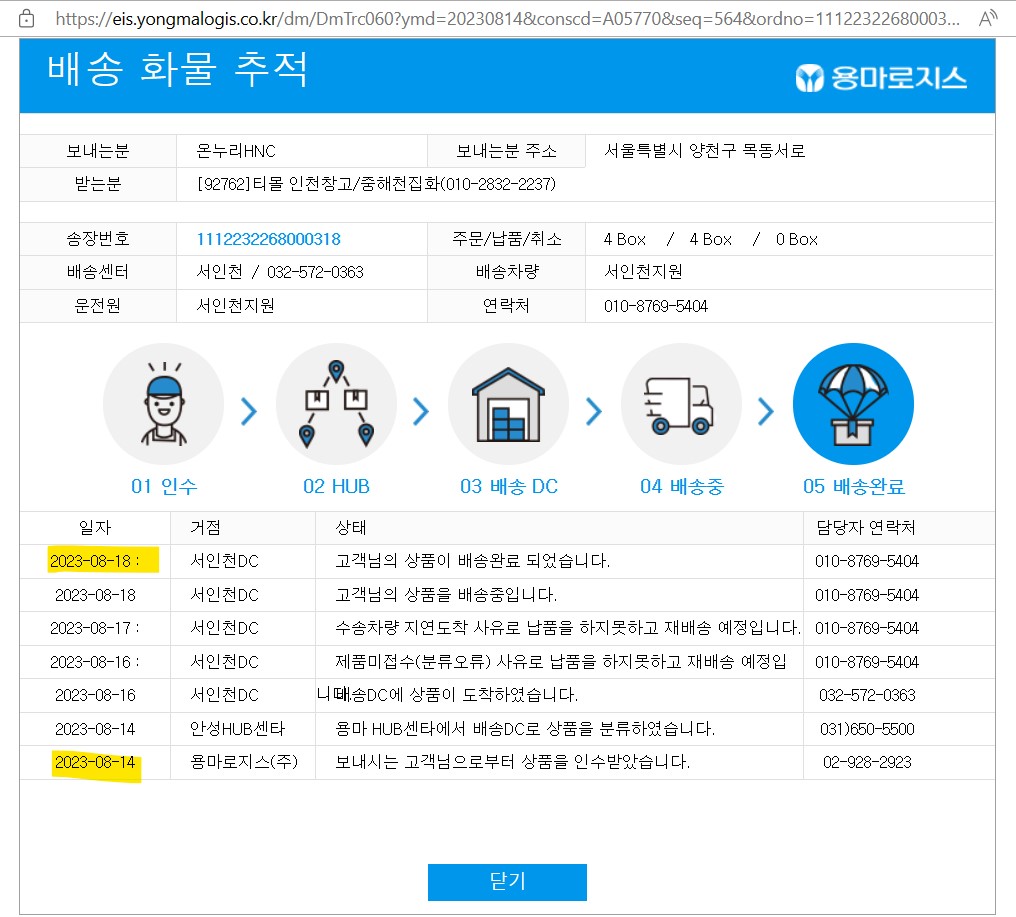 https://eis.yongmalogis.co.kr/dm/DmTrc060?ymd=20230814&conscd=A05770&seq=564&ordno=11122322680003...
배송 화물 추적
용마로지스
보내는분 온누리HNC 보내는분 주소 서울특별시 양천구 목동서로
받는분 [92762]티몰 인천창고/중해천집화(010-2832-2237)
송장번호 1112232268000318 주문/납품/취소 4 Box / 4 Box / 0 Box
배송센터 서인천 / 032-572-0363 배송차량 서인천지원
운전원 서인천지원 연락처 010-8769-5404
01 인수 02 HUB 03 배송 DC 04 배송중 05 배송완료
일자 거점 상태 담당자 연락처
2023-08-18 : 서인천DC 고객님의 상품이 배송완료 되었습니다. 010-8769-5404
2023-08-18 서인천DC 고객님의 상품을 배송중입니다. 010-8769-5404
2023-08-17 : 서인천DC 수송차량 지연도착 사유로 납품을 하지못하고 재배송 예정입니다. 010-8769-5404
2023-08-16 : 서인천DC 제품미접수(분류오류) 사유로 납품을 하지못하고 재배송 예정입니다. 010-8769-5404
2023-08-16 서인천DC 배송DC에 상품이 도착하였습니다. 032-572-0363
2023-08-14 안성HUB센타 용마 HUB센타에서 배송DC로 상품을 분류하였습니다. 031)650-5500
2023-08-14 용마로지스(주) 보내시는 고객님으로부터 상품을 인수받았습니다. 02-928-2923
닫기